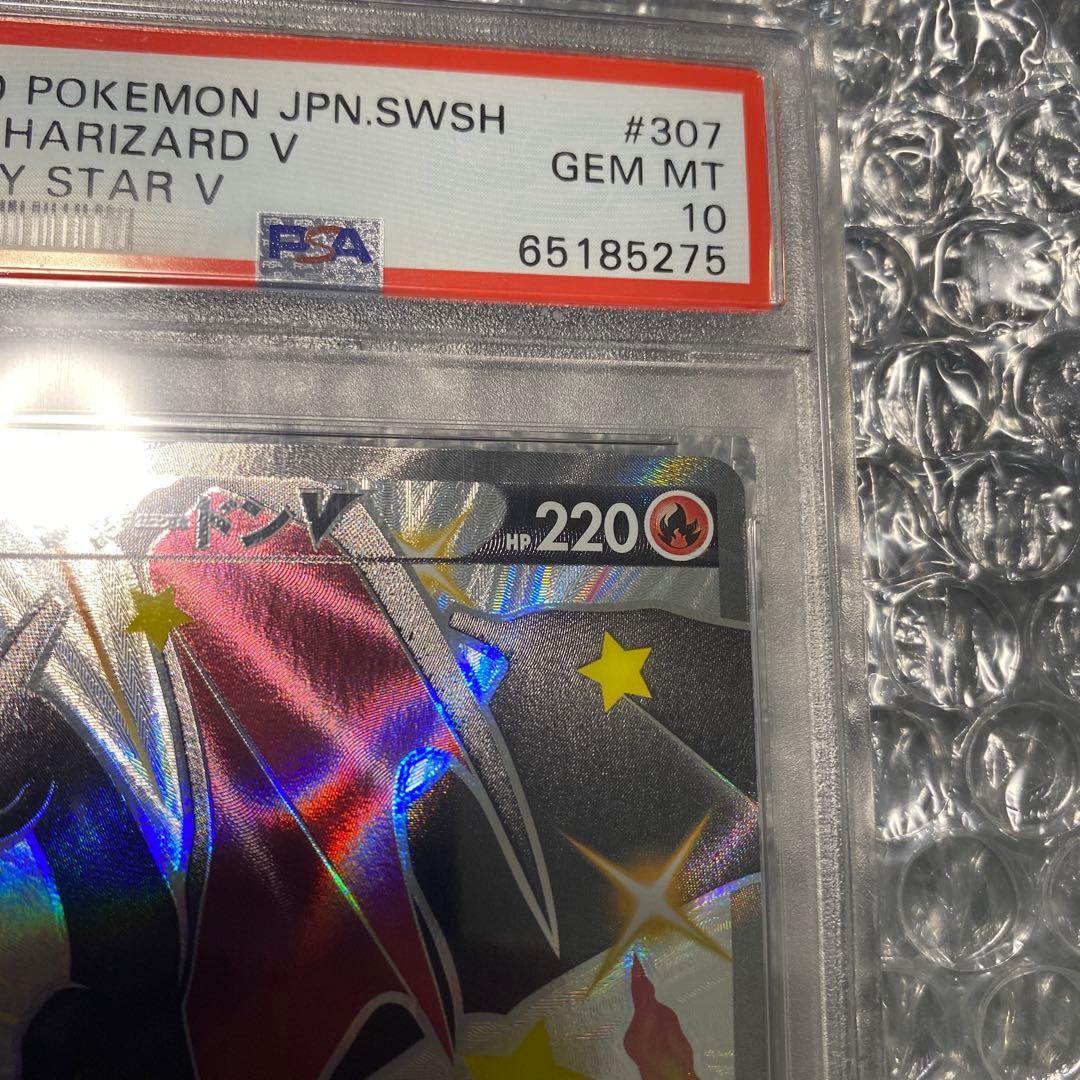 POKEMON JPN.SWSH
#307
HARIZARD V
GEM MT
Y STAR V
10
PSA
65185275
ドンV
HP 220